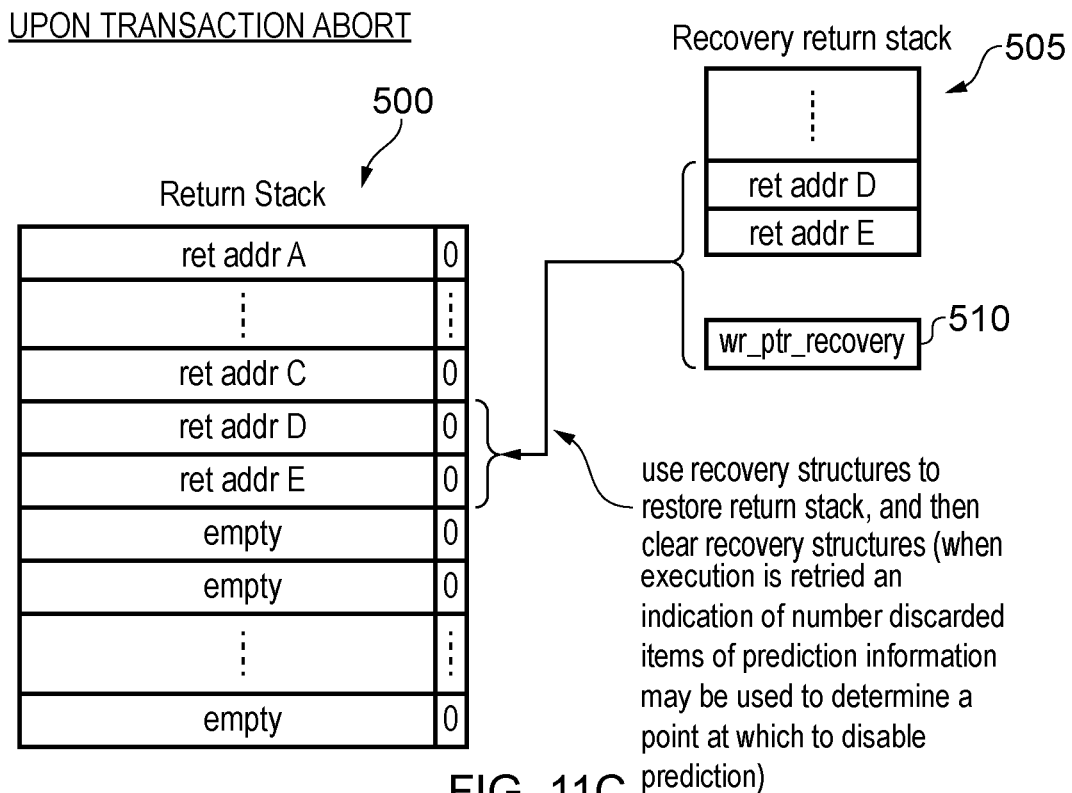 UPON TRANSACTION ABORT
Recovery return stack
505
500
ret addr D
ret addr E
Return Stack
ret addr A 0
wr_ptr_recovery
510
ret addr C 0
ret addr D 0
ret addr E 0
empty 0
empty 0
empty 0
use recovery structures to
restore return stack, and then
clear recovery structures (when
execution is retried an
indication of number discarded
items of prediction information
may be used to determine a
point at which to disable
prediction)
FIG. 11C